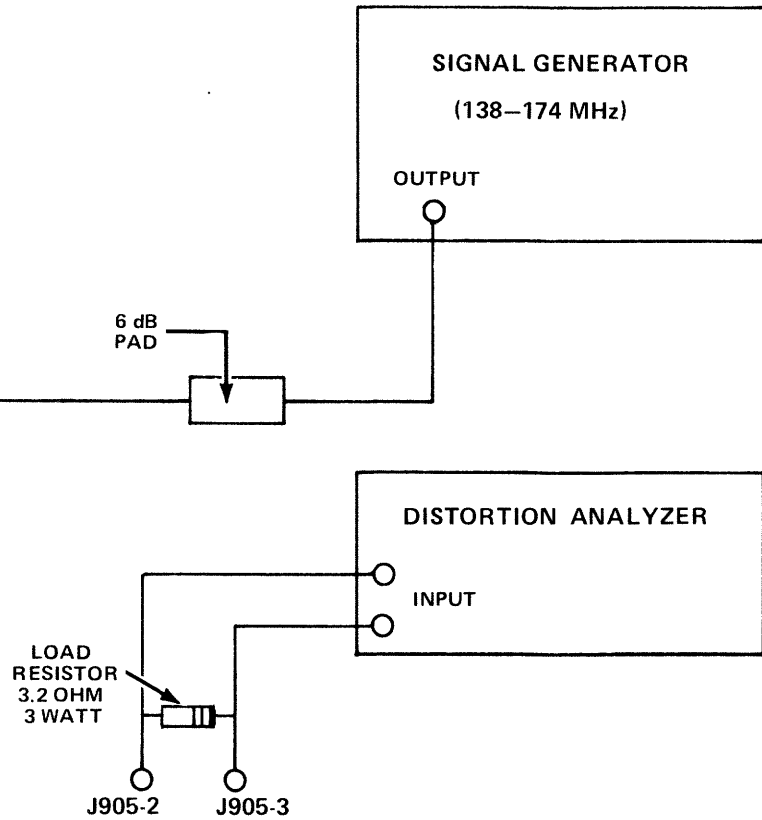 SIGNAL GENERATOR
(138–174 MHz)
OUTPUT
6 dB
PAD
DISTORTION ANALYZER
INPUT
LOAD
RESISTOR
3.2 OHM
3 WATT
J905-2
J905-3